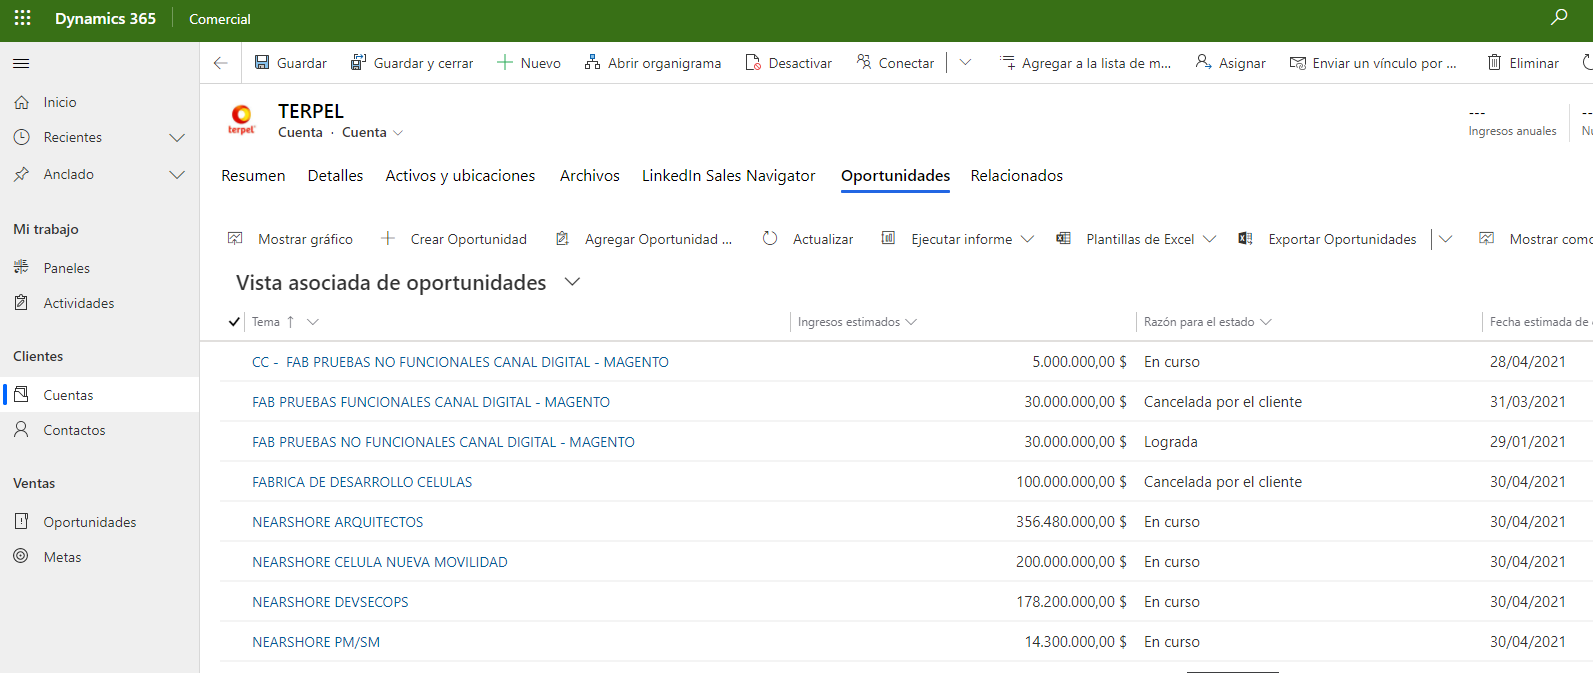 Dynamics 365 Comercial
Guardar Guardar y cerrar Nuevo Abrir organigrama Desactivar Conectar Agregar a la lista de m... Asignar Enviar un vínculo por ... Eliminar
Inicio
Recientes
Anclado
Mi trabajo
Paneles
Actividades
Clientes
Cuentas
Contactos
Ventas
Oportunidades
Metas
terpel
TERPEL
Cuenta · Cuenta
---
Ingresos anuales
Resumen Detalles Activos y ubicaciones Archivos LinkedIn Sales Navigator Oportunidades Relacionados
Mostrar gráfico Crear Oportunidad Agregar Oportunidad ... Actualizar Ejecutar informe Plantillas de Excel Exportar Oportunidades Mostrar como
Vista asociada de oportunidades
Tema ↑ Ingresos estimados Razón para el estado Fecha estimada de
CC - FAB PRUEBAS NO FUNCIONALES CANAL DIGITAL - MAGENTO 5.000.000,00 $ En curso 28/04/2021
FAB PRUEBAS FUNCIONALES CANAL DIGITAL - MAGENTO 30.000.000,00 $ Cancelada por el cliente 31/03/2021
FAB PRUEBAS NO FUNCIONALES CANAL DIGITAL - MAGENTO 30.000.000,00 $ Lograda 29/01/2021
FABRICA DE DESARROLLO CELULAS 100.000.000,00 $ Cancelada por el cliente 30/04/2021
NEARSHORE ARQUITECTOS 356.480.000,00 $ En curso 30/04/2021
NEARSHORE CELULA NUEVA MOVILIDAD 200.000.000,00 $ En curso 30/04/2021
NEARSHORE DEVSECOPS 178.200.000,00 $ En curso 30/04/2021
NEARSHORE PM/SM 14.300.000,00 $ En curso 30/04/2021